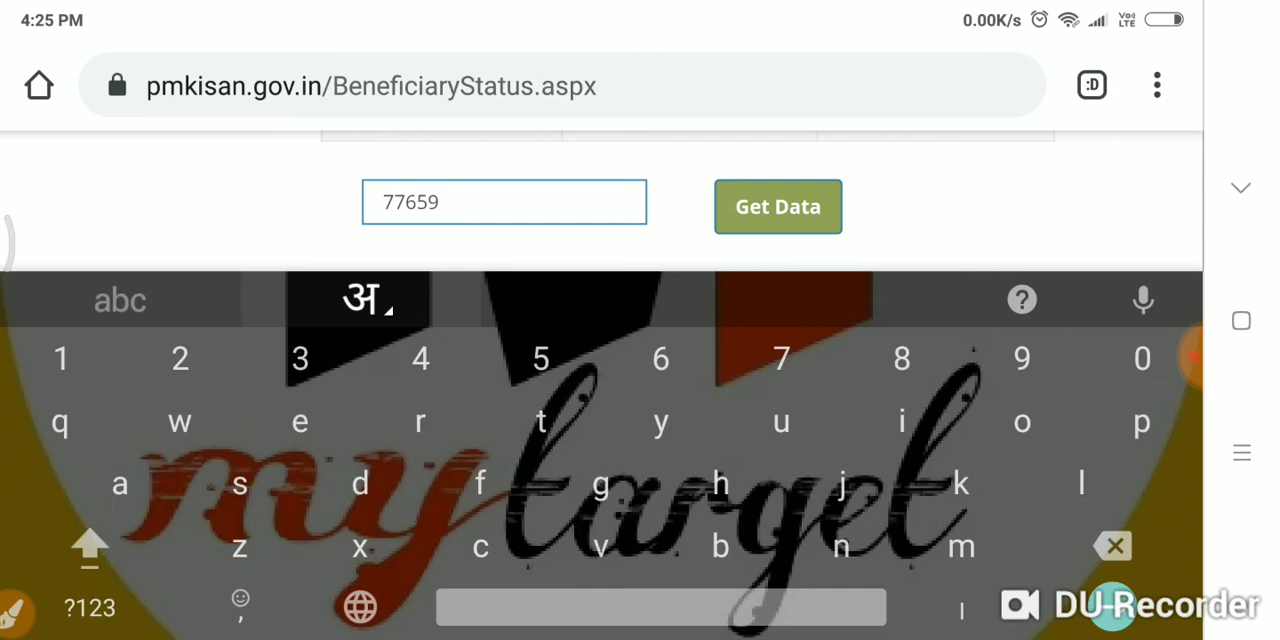 4:25 PM 0.00K/s Vo) LTE
:D
pmkisan.gov.in/BeneficiaryStatus.aspx
77659 Get Data
abc अ ?
1 2 3 4 5 6 7 8 9 0
q w e r t y u i o p
a s d f g h j k l
z x c v b n m
?123 , |
my target
DU-Recorder